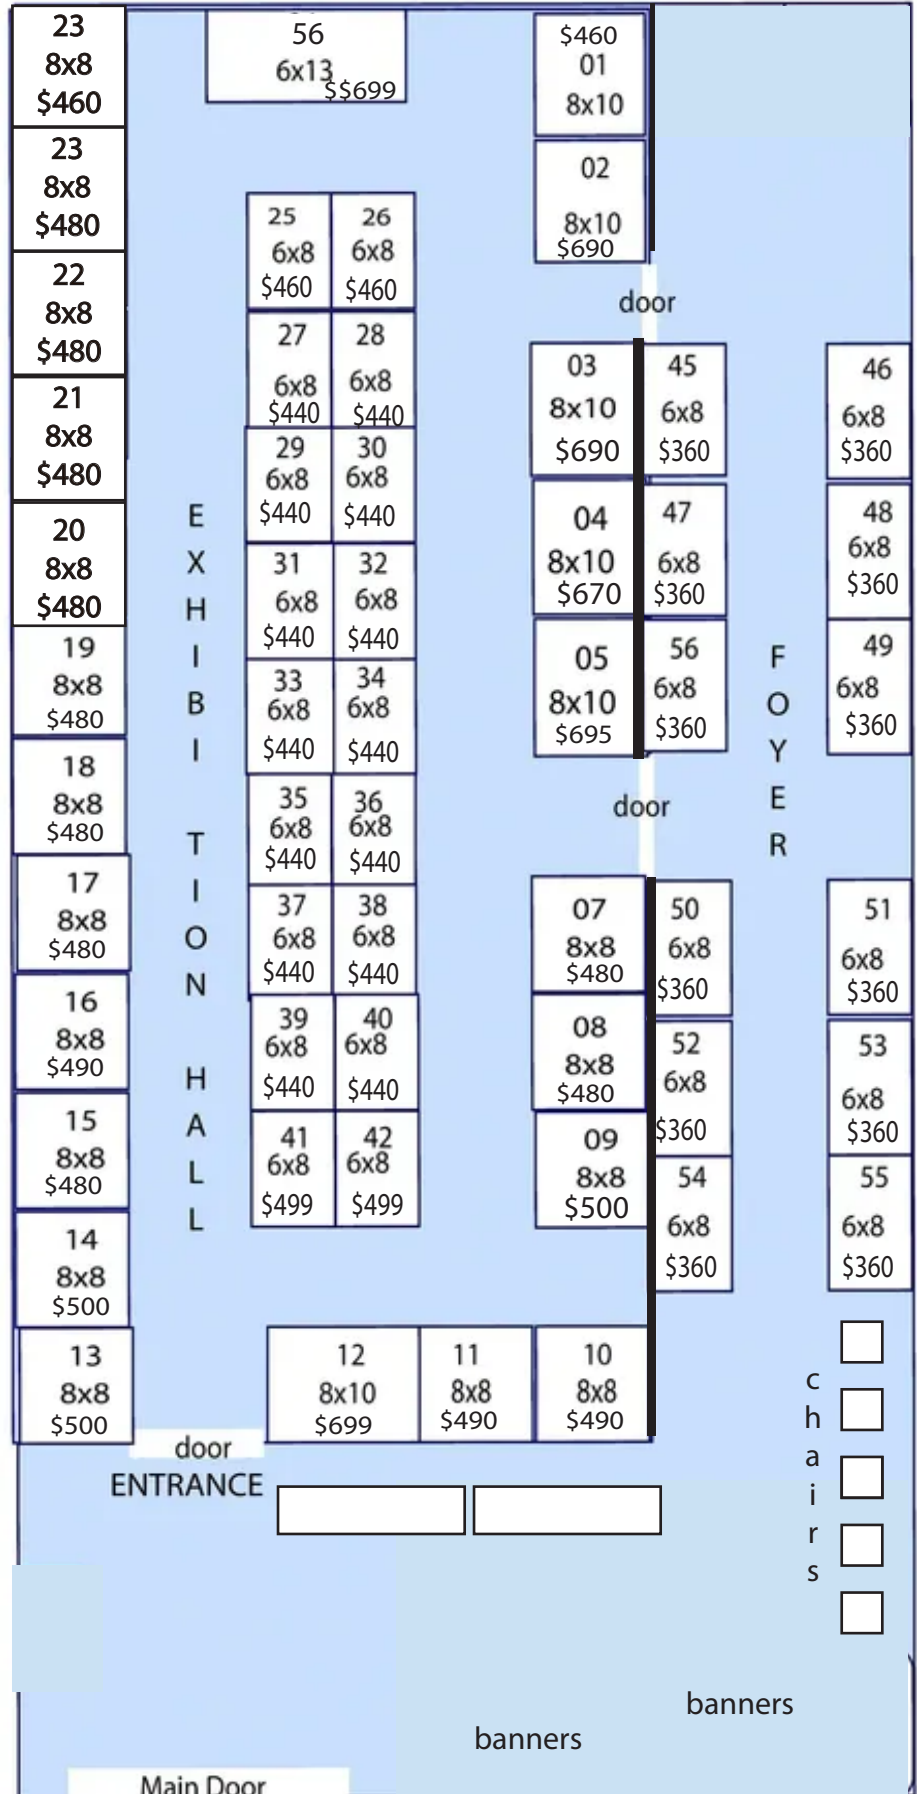 23
8x8
$460
23
8x8
$480
22
8x8
$480
21
8x8
$480
20
8x8
$480
19
8x8
$480
18
8x8
$480
17
8x8
$480
16
8x8
$490
15
8x8
$480
14
8x8
$500
13
8x8
$500
56
6x13
$$699
EXHIBITION HALL
25
6x8
$460
26
6x8
$460
27
6x8
$440
28
6x8
$440
29
6x8
$440
30
6x8
$440
31
6x8
$440
32
6x8
$440
33
6x8
$440
34
6x8
$440
35
6x8
$440
36
6x8
$440
37
6x8
$440
38
6x8
$440
39
6x8
$440
40
6x8
$440
41
6x8
$499
42
6x8
$499
$460
01
8x10
02
8x10
$690
door
03
8x10
$690
04
8x10
$670
05
8x10
$695
door
07
8x8
$480
08
8x8
$480
09
8x8
$500
12
8x10
$699
11
8x8
$490
10
8x8
$490
45
6x8
$360
47
6x8
$360
56
6x8
$360
50
6x8
$360
52
6x8
$360
54
6x8
$360
FOYER
46
6x8
$360
48
6x8
$360
49
6x8
$360
51
6x8
$360
53
6x8
$360
55
6x8
$360
chairs
door
ENTRANCE
banners
banners
Main Door